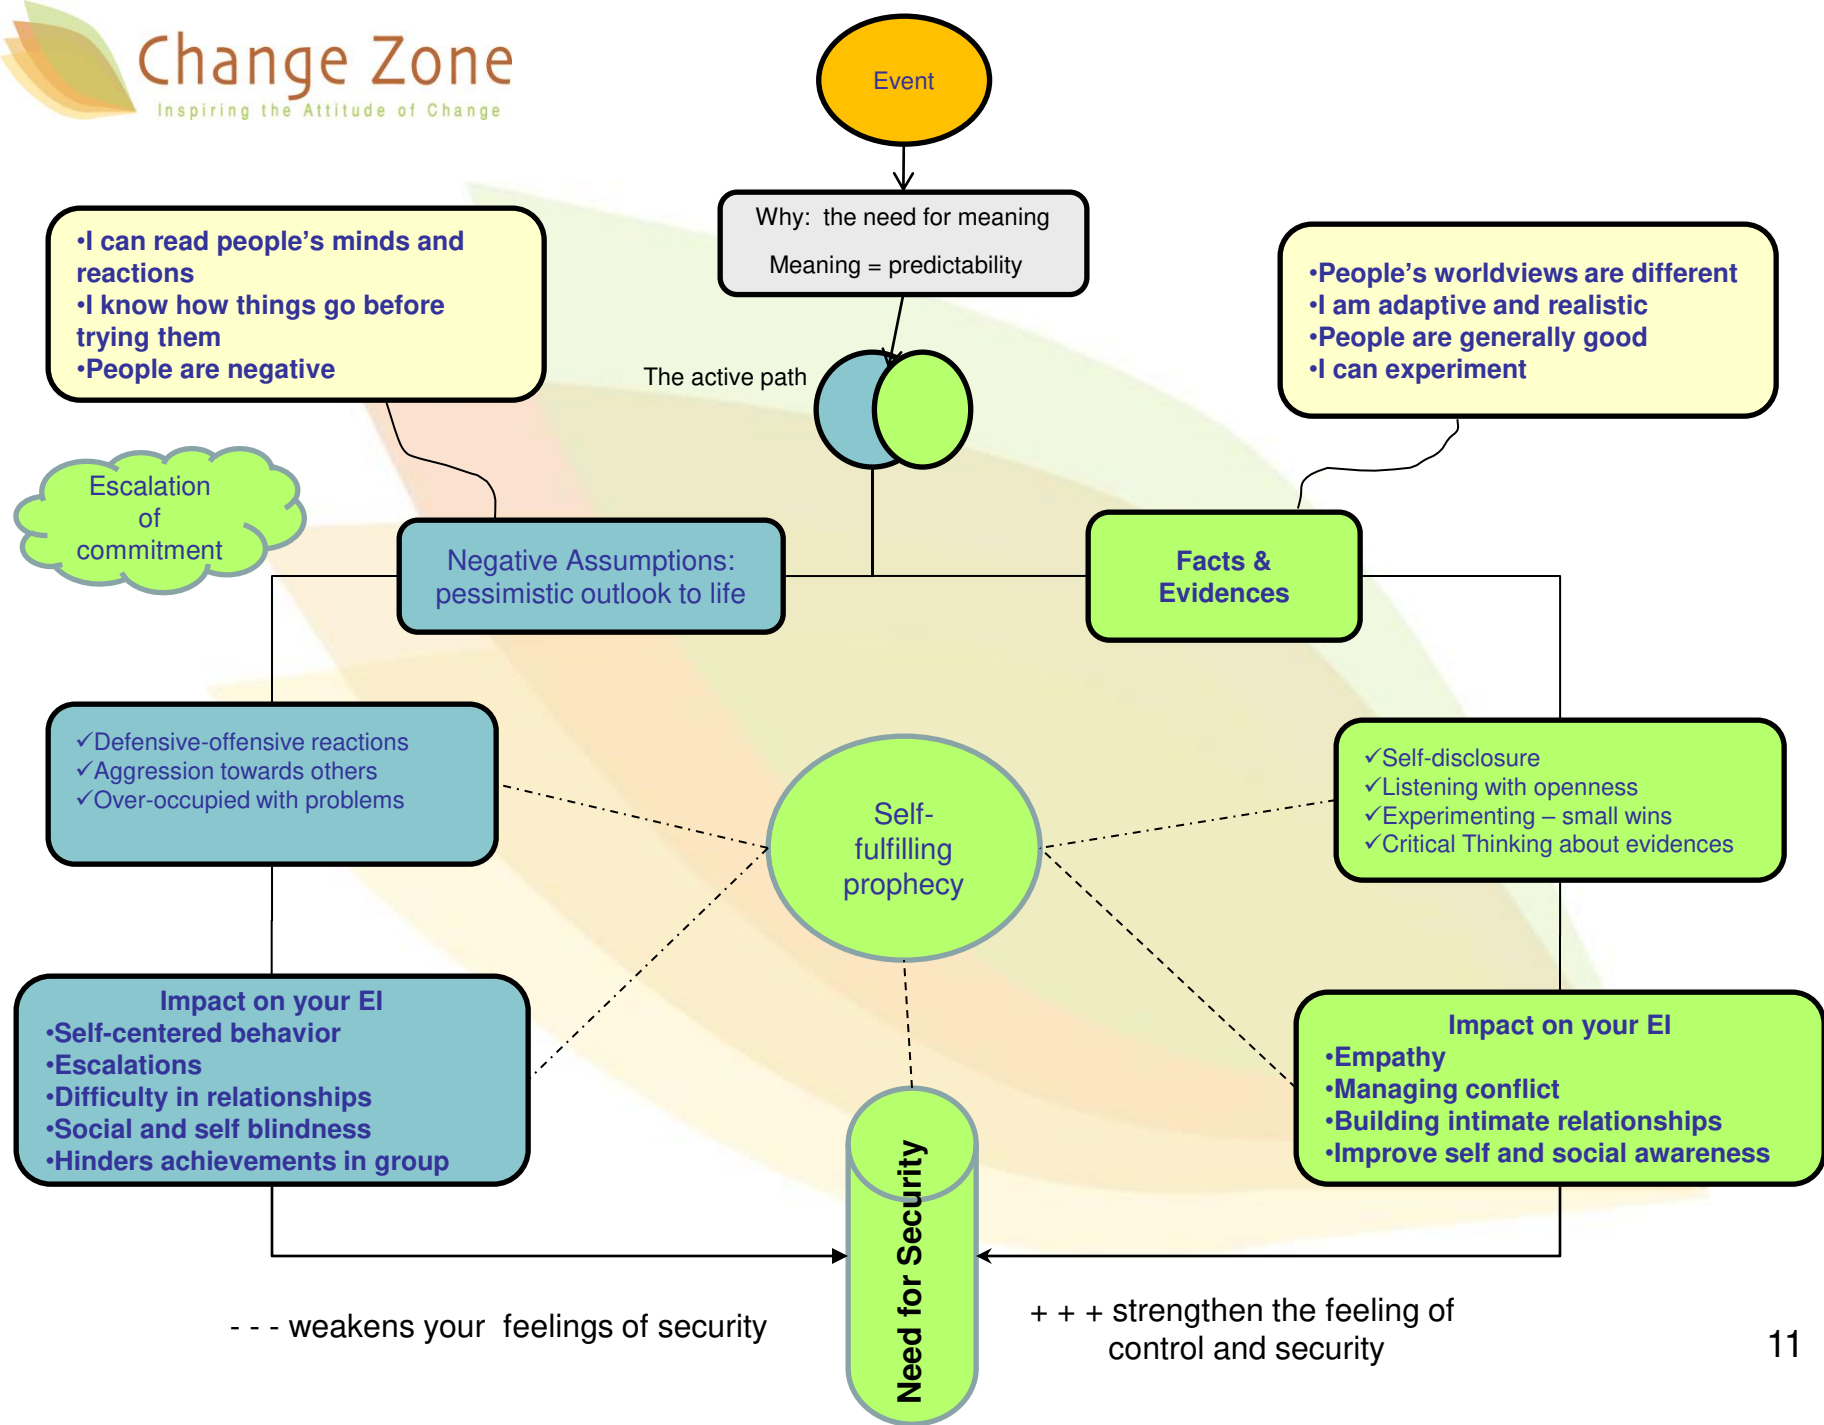 Change Zone
Inspiring the Attitude of Change
Event
Why:  the need for meaning
Meaning = predictability
•I can read people’s minds and
reactions
•I know how things go before
trying them
•People are negative
•People’s worldviews are different
•I am adaptive and realistic
•People are generally good
•I can experiment
The active path
Escalation
of
commitment
Negative Assumptions:
pessimistic outlook to life
Facts &
Evidences
✓Defensive-offensive reactions
✓Aggression towards others
✓Over-occupied with problems
Self-
fulfilling
prophecy
✓Self-disclosure
✓Listening with openness
✓Experimenting – small wins
✓Critical Thinking about evidences
Impact on your EI
•Self-centered behavior
•Escalations
•Difficulty in relationships
•Social and self blindness
•Hinders achievements in group
Impact on your EI
•Empathy
•Managing conflict
•Building intimate relationships
•Improve self and social awareness
Need for Security
- - - weakens your  feelings of security
+ + + strengthen the feeling of
control and security
11